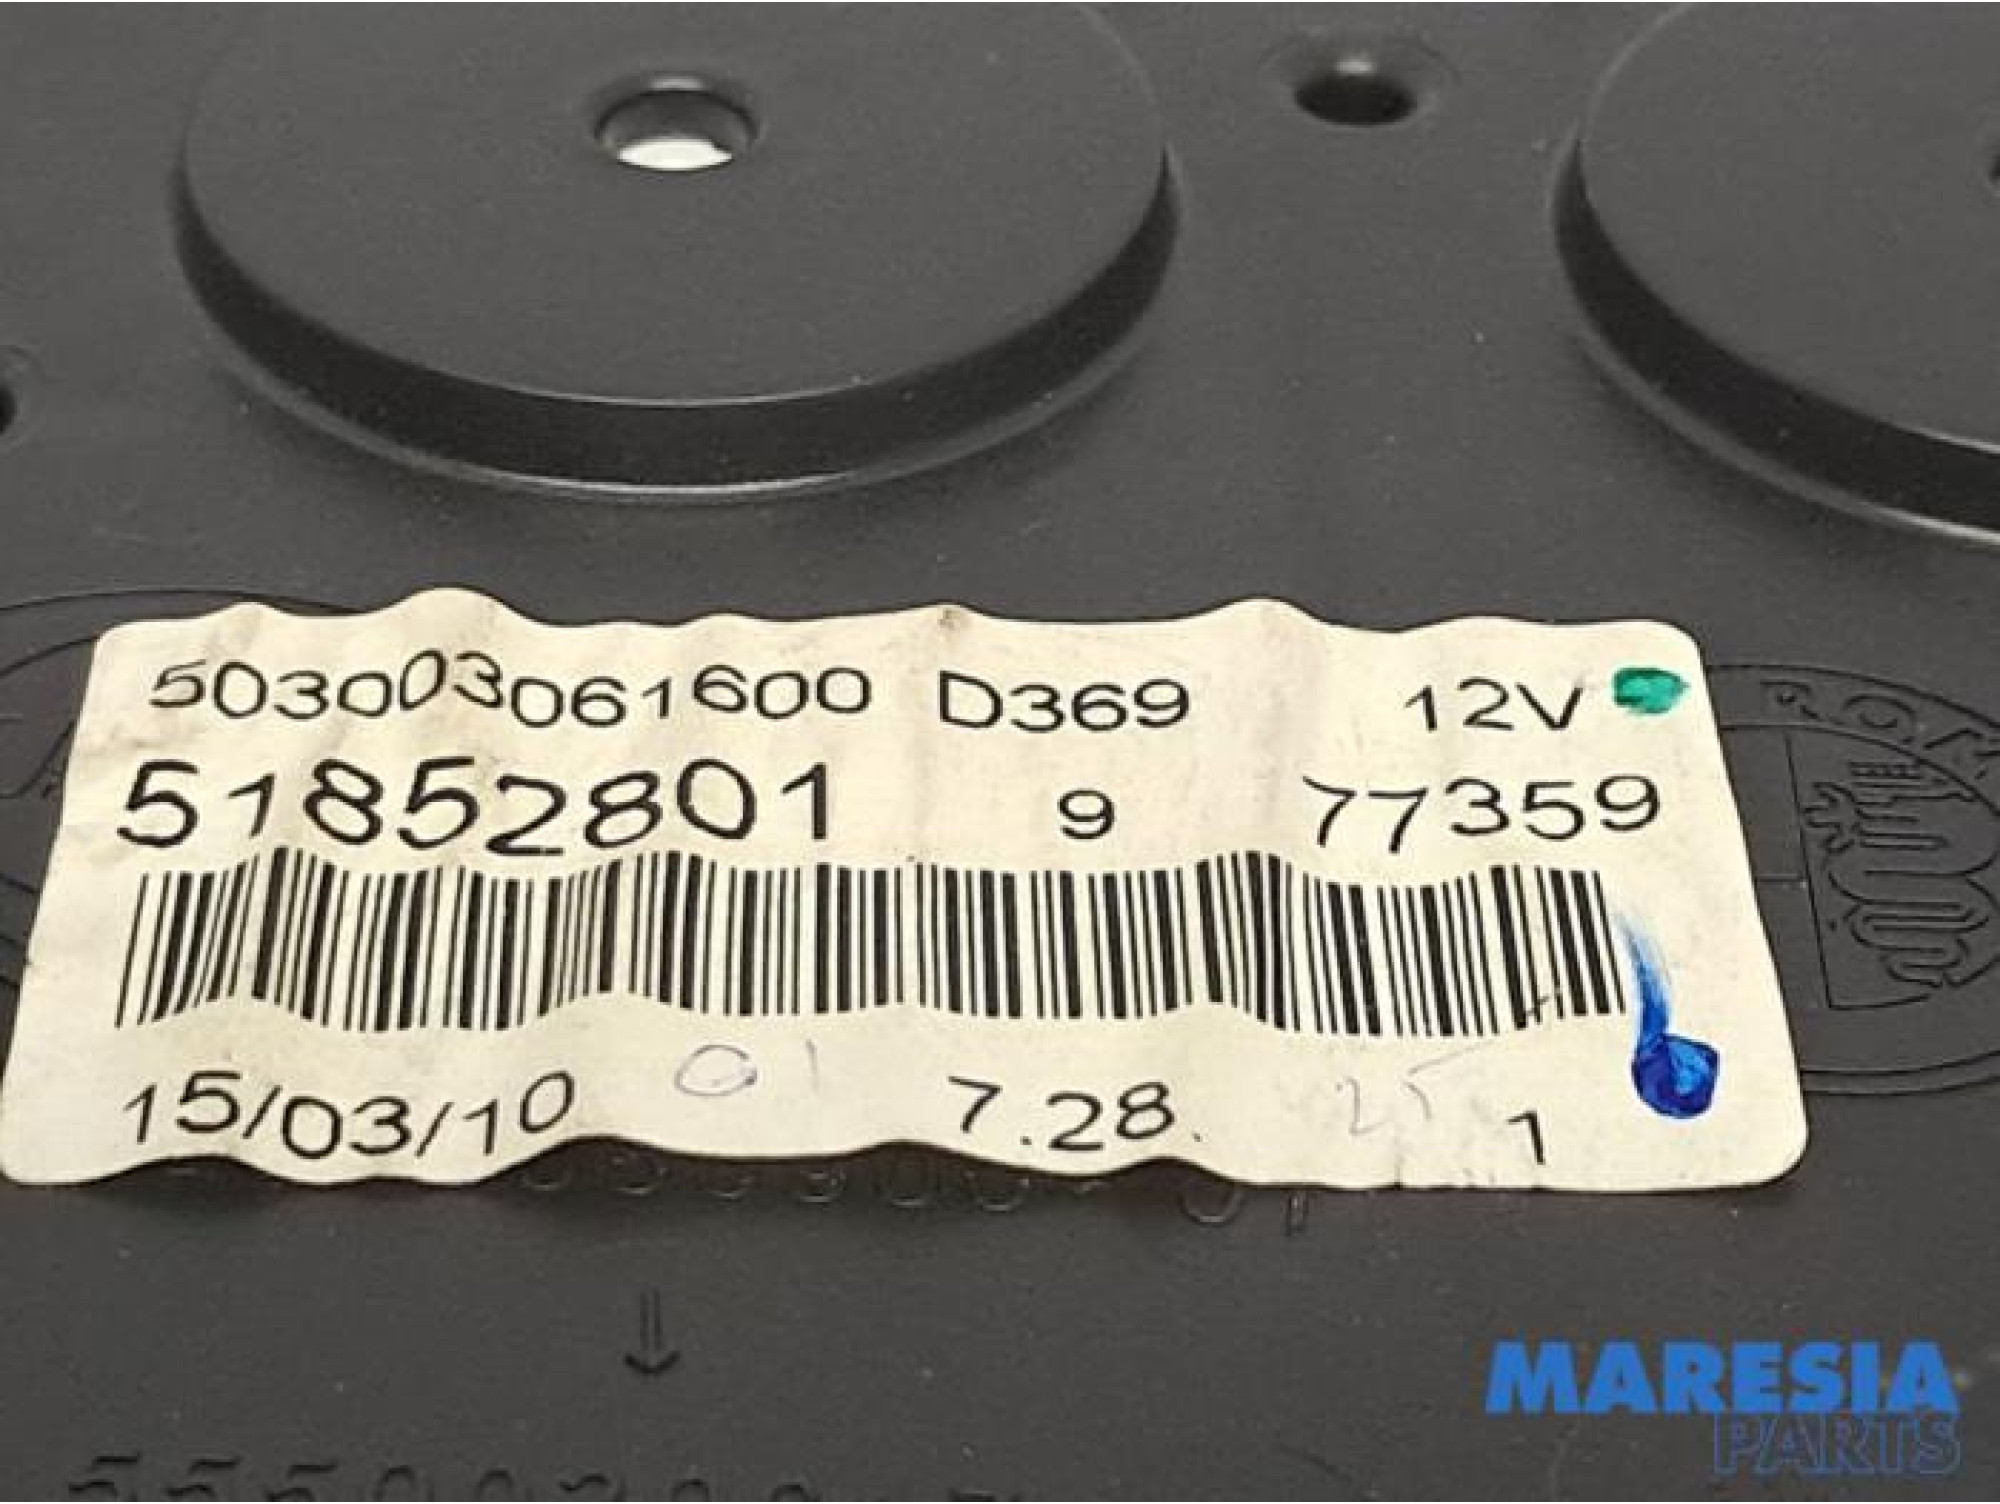 503003061600 D369 12V
51852801 9 77359
15/03/10 7.28. 1
MARESIA
PARTS